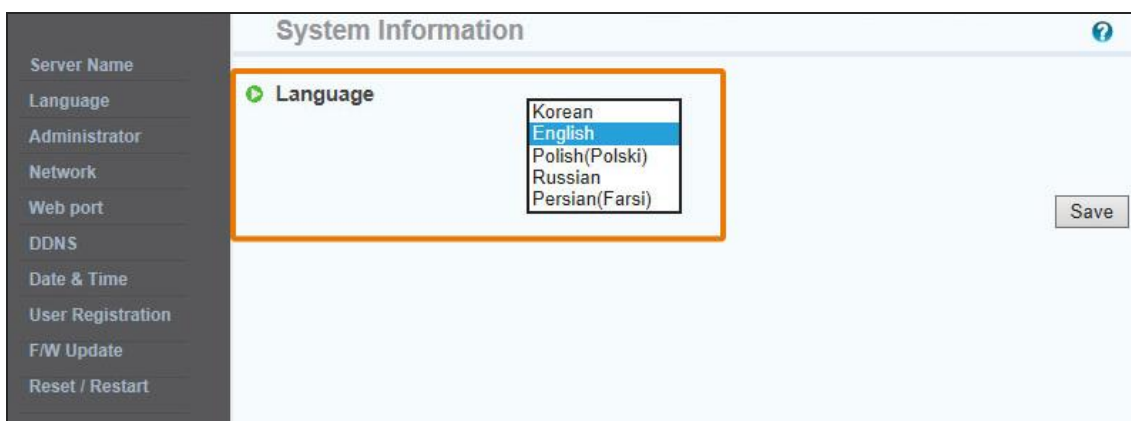 System Information
?
Server Name
Language
Administrator
Network
Web port
DDNS
Date & Time
User Registration
F/W Update
Reset / Restart
Language
Korean
English
Polish(Polski)
Russian
Persian(Farsi)
Save